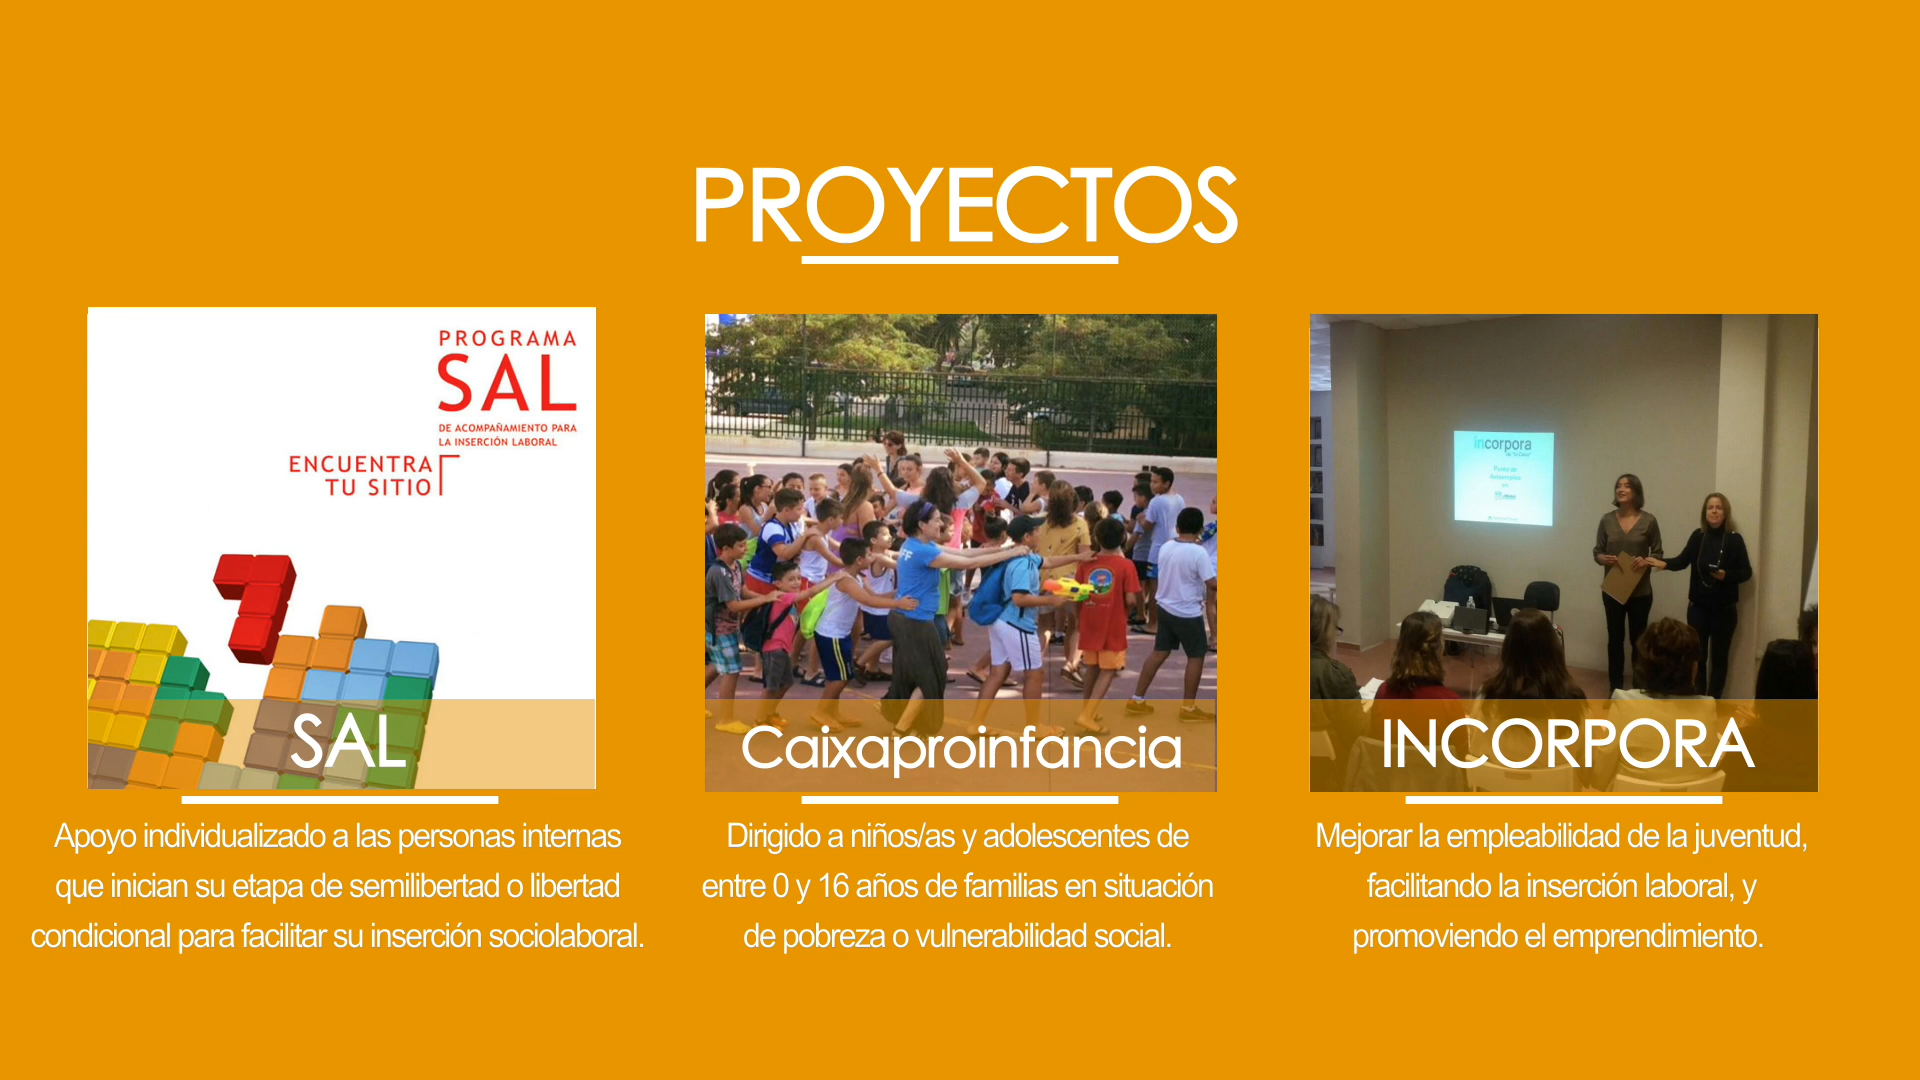 PROYECTOS
PROGRAMA
SAL
DE ACOMPAÑAMIENTO PARA
LA INSERCIÓN LABORAL
ENCUENTRA
TU SITIO
SAL
Apoyo individualizado a las personas internas
que inician su etapa de semilibertad o libertad
condicional para facilitar su inserción sociolaboral.
Caixaproinfancia
Dirigido a niños/as y adolescentes de
entre 0 y 16 años de familias en situación
de pobreza o vulnerabilidad social.
incorpora
Punto de
Autoempleo
INCORPORA
Mejorar la empleabilidad de la juventud,
facilitando la inserción laboral, y
promoviendo el emprendimiento.